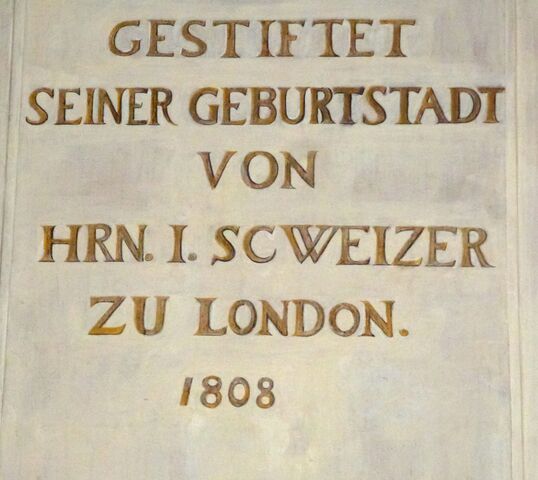 GESTIFTET
SEINER GEBURTSTADT
VON
HRN. I. SCWEIZER
ZU LONDON.
1808